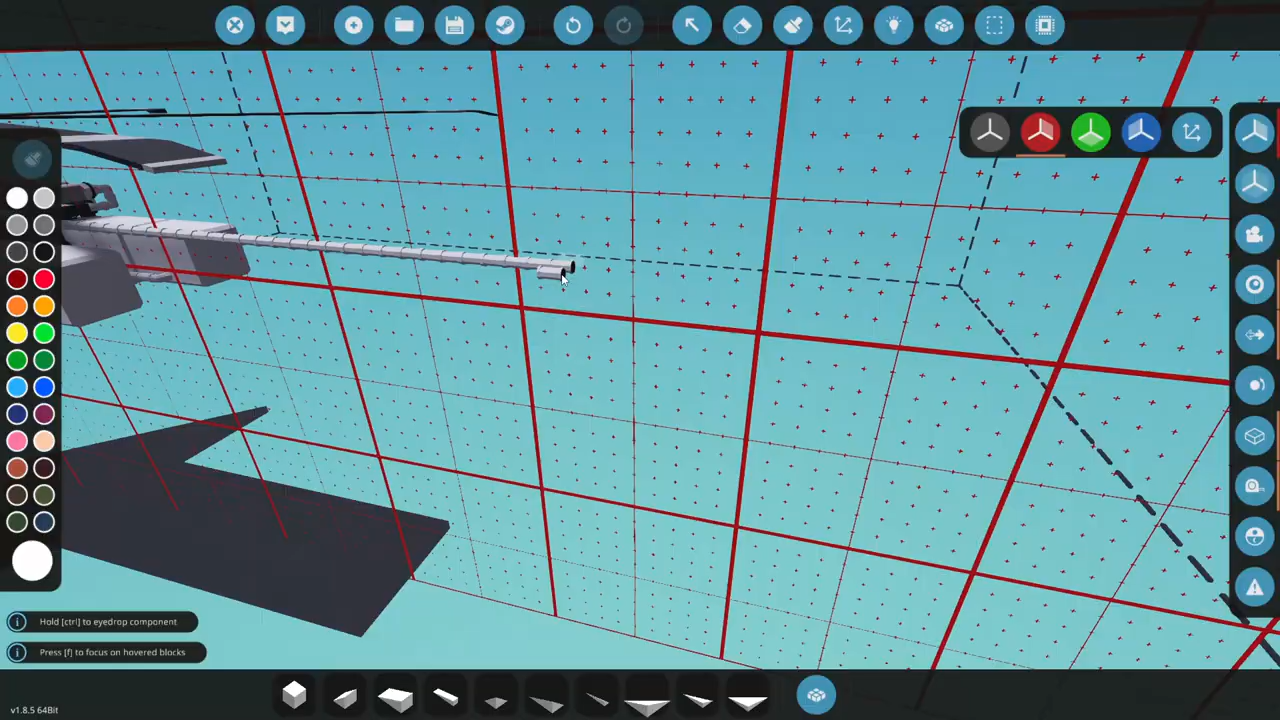 Hold [ctrl] to eyedrop component
Press [f] to focus on hovered blocks
v1.8.5 64Bit